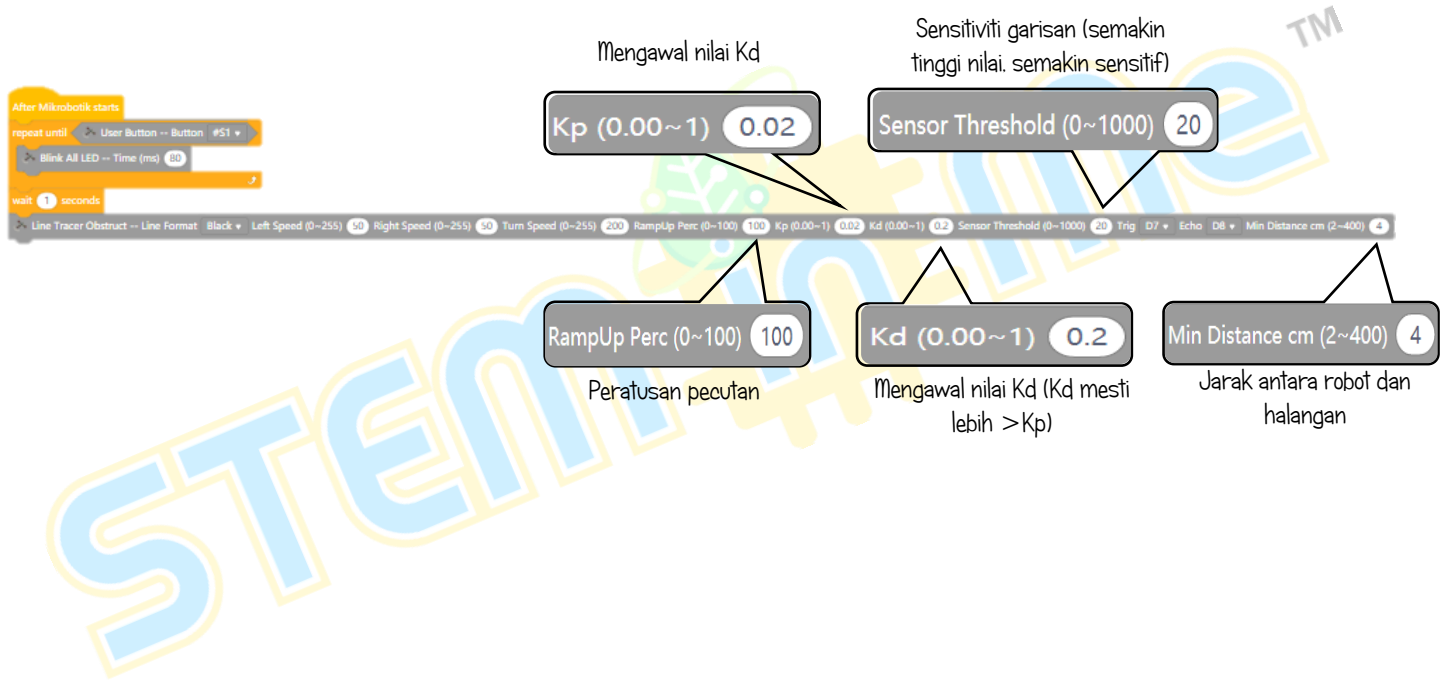 Mengawal nilai Kd
Sensitiviti garisan (semakin
tinggi nilai. semakin sensitif)
TM
Kp (0.00~1) 0.02
Sensor Threshold (0~1000) 20
After Mikrobotik starts
repeat until User Button -- Button #S1
Blink All LED -- Time (ms) 80
wait 1 seconds
Line Tracer Obstruct -- Line Format Black Left Speed (0~255) 50 Right Speed (0~255) 50 Turn Speed (0~255) 200 RampUp Perc (0~100) 100 Kp (0.00~1) 0.02 Kd (0.00~1) 0.2 Sensor Threshold (0~1000) 20 Trig D7 Echo D8 Min Distance cm (2~400) 4
RampUp Perc (0~100) 100
Kd (0.00~1) 0.2
Min Distance cm (2~400) 4
Peratusan pecutan
Mengawal nilai Kd (Kd mesti
lebih >Kp)
Jarak antara robot dan
halangan
STEM-in-me